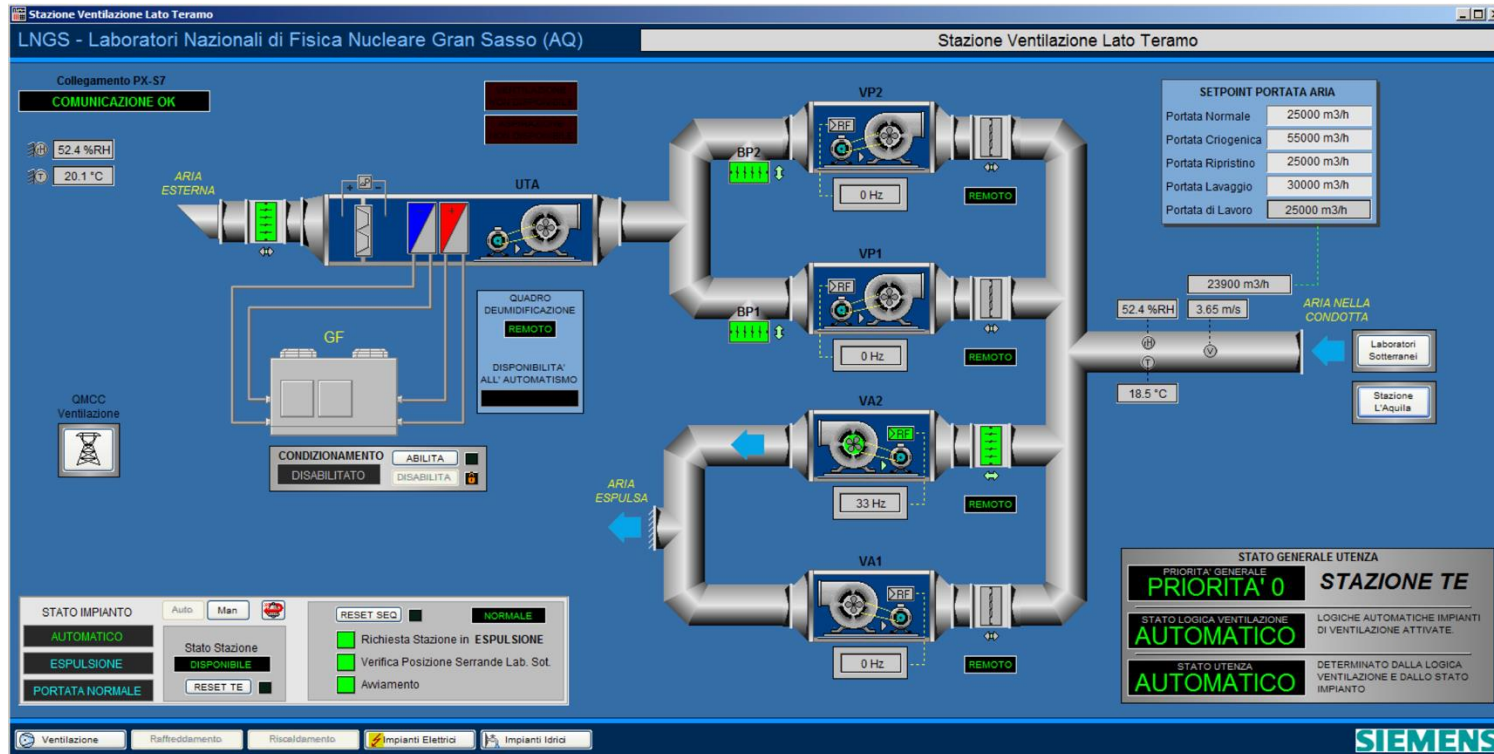 Stazione Ventilazione Lato Teramo
LNGS - Laboratori Nazionali di Fisica Nucleare Gran Sasso (AQ)
Stazione Ventilazione Lato Teramo
Collegamento PX-S7
COMUNICAZIONE OK
52.4 %RH
20.1 °C
ARIA
ESTERNA
UTA
VP2
RF
BP2
0 Hz
REMOTO
SETPOINT PORTATA ARIA
Portata Normale 25000 m3/h
Portata Criogenica 55000 m3/h
Portata Ripristino 25000 m3/h
Portata Lavaggio 30000 m3/h
Portata di Lavoro 25000 m3/h
VP1
RF
BP1
0 Hz
REMOTO
23900 m3/h
52.4 %RH
3.65 m/s
ARIA NELLA
CONDOTTA
rH
T
V
18.5 °C
Laboratori
Sotterranei
Stazione
L'Aquila
QUADRO
DEUMIDIFICAZIONE
REMOTO
DISPONIBILITA'
ALL' AUTOMATISMO
GF
QMCC
Ventilazione
CONDIZIONAMENTO
ABILITA
DISABILITATO
DISABILITA
VA2
RF
33 Hz
REMOTO
ARIA
ESPULSA
VA1
RF
0 Hz
REMOTO
STATO IMPIANTO
Auto
Man
AUTOMATICO
ESPULSIONE
PORTATA NORMALE
Stato Stazione
DISPONIBILE
RESET TE
RESET SEQ
NORMALE
Richiesta Stazione in ESPULSIONE
Verifica Posizione Serrande Lab. Sot.
Avviamento
STATO GENERALE UTENZA
PRIORITA' GENERALE
PRIORITA' 0
STAZIONE TE
STATO LOGICA VENTILAZIONE
AUTOMATICO
LOGICHE AUTOMATICHE IMPIANTI
DI VENTILAZIONE ATTIVATE.
STATO UTENZA
AUTOMATICO
DETERMINATO DALLA LOGICA
VENTILAZIONE E DALLO STATO
IMPIANTO
Ventilazione
Raffreddamento
Riscaldamento
Impianti Elettrici
Impianti Idrici
SIEMENS